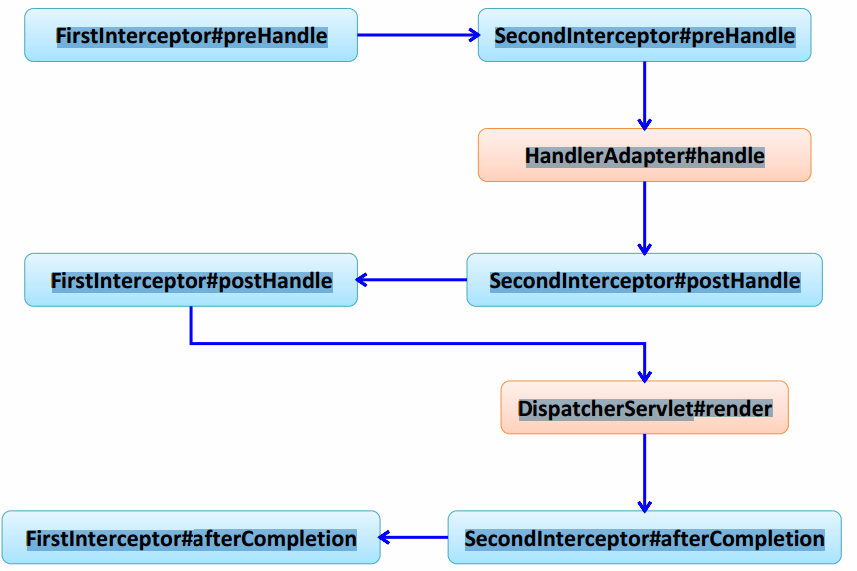 FirstInterceptor#preHandle
SecondInterceptor#preHandle
HandlerAdapter#handle
FirstInterceptor#postHandle
SecondInterceptor#postHandle
DispatcherServlet#render
FirstInterceptor#afterCompletion
SecondInterceptor#afterCompletion